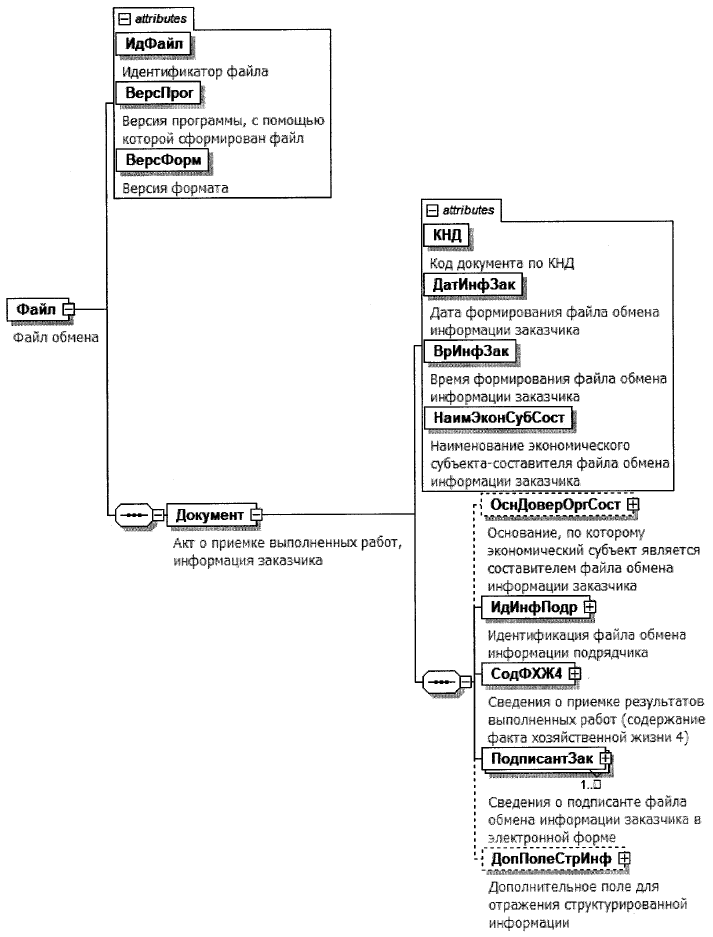 attributes
ИдФайл
Идентификатор файла
ВерсПрог
Версия программы, с помощью
которой сформирован файл
ВерсФорм
Версия формата
Файл
Файл обмена
Документ
Акт о приемке выполненных работ,
информация заказчика
attributes
КНД
Код документа по КНД
ДатИнфЗак
Дата формирования файла обмена
информации заказчика
ВрИнфЗак
Время формирования файла обмена
информации заказчика
НаимЭконСубСост
Наименование экономического
субъекта-составителя файла обмена
информации заказчика
ОснДоверОргСост
Основание, по которому
экономический субъект является
составителем файла обмена
информации заказчика
ИдИнфПодр
Идентификация файла обмена
информации подрядчика
СодФХЖ4
Сведения о приемке результатов
выполненных работ (содержание
факта хозяйственной жизни 4)
ПодписантЗак
1..
Сведения о подписанте файла
обмена информации заказчика в
электронной форме
ДопПолеСтрИнф
Дополнительное поле для
отражения структурированной
информации